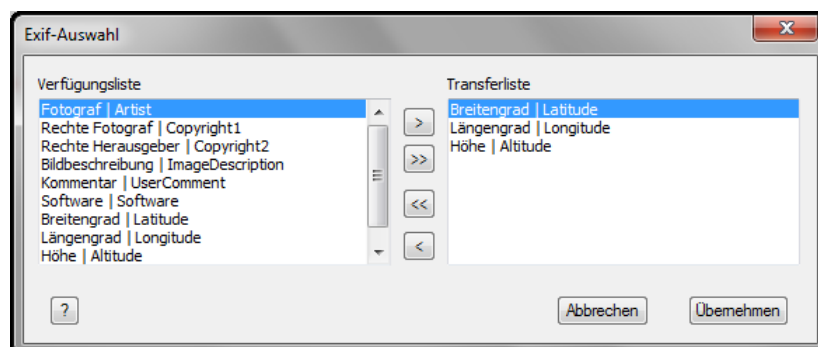 Exif-Auswahl
x
Verfügungsliste
Fotograf | Artist
Rechte Fotograf | Copyright1
Rechte Herausgeber | Copyright2
Bildbeschreibung | ImageDescription
Kommentar | UserComment
Software | Software
Breitengrad | Latitude
Längengrad | Longitude
Höhe | Altitude
>
>>
<<
<
Transferliste
Breitengrad | Latitude
Längengrad | Longitude
Höhe | Altitude
?
Abbrechen
Übernehmen